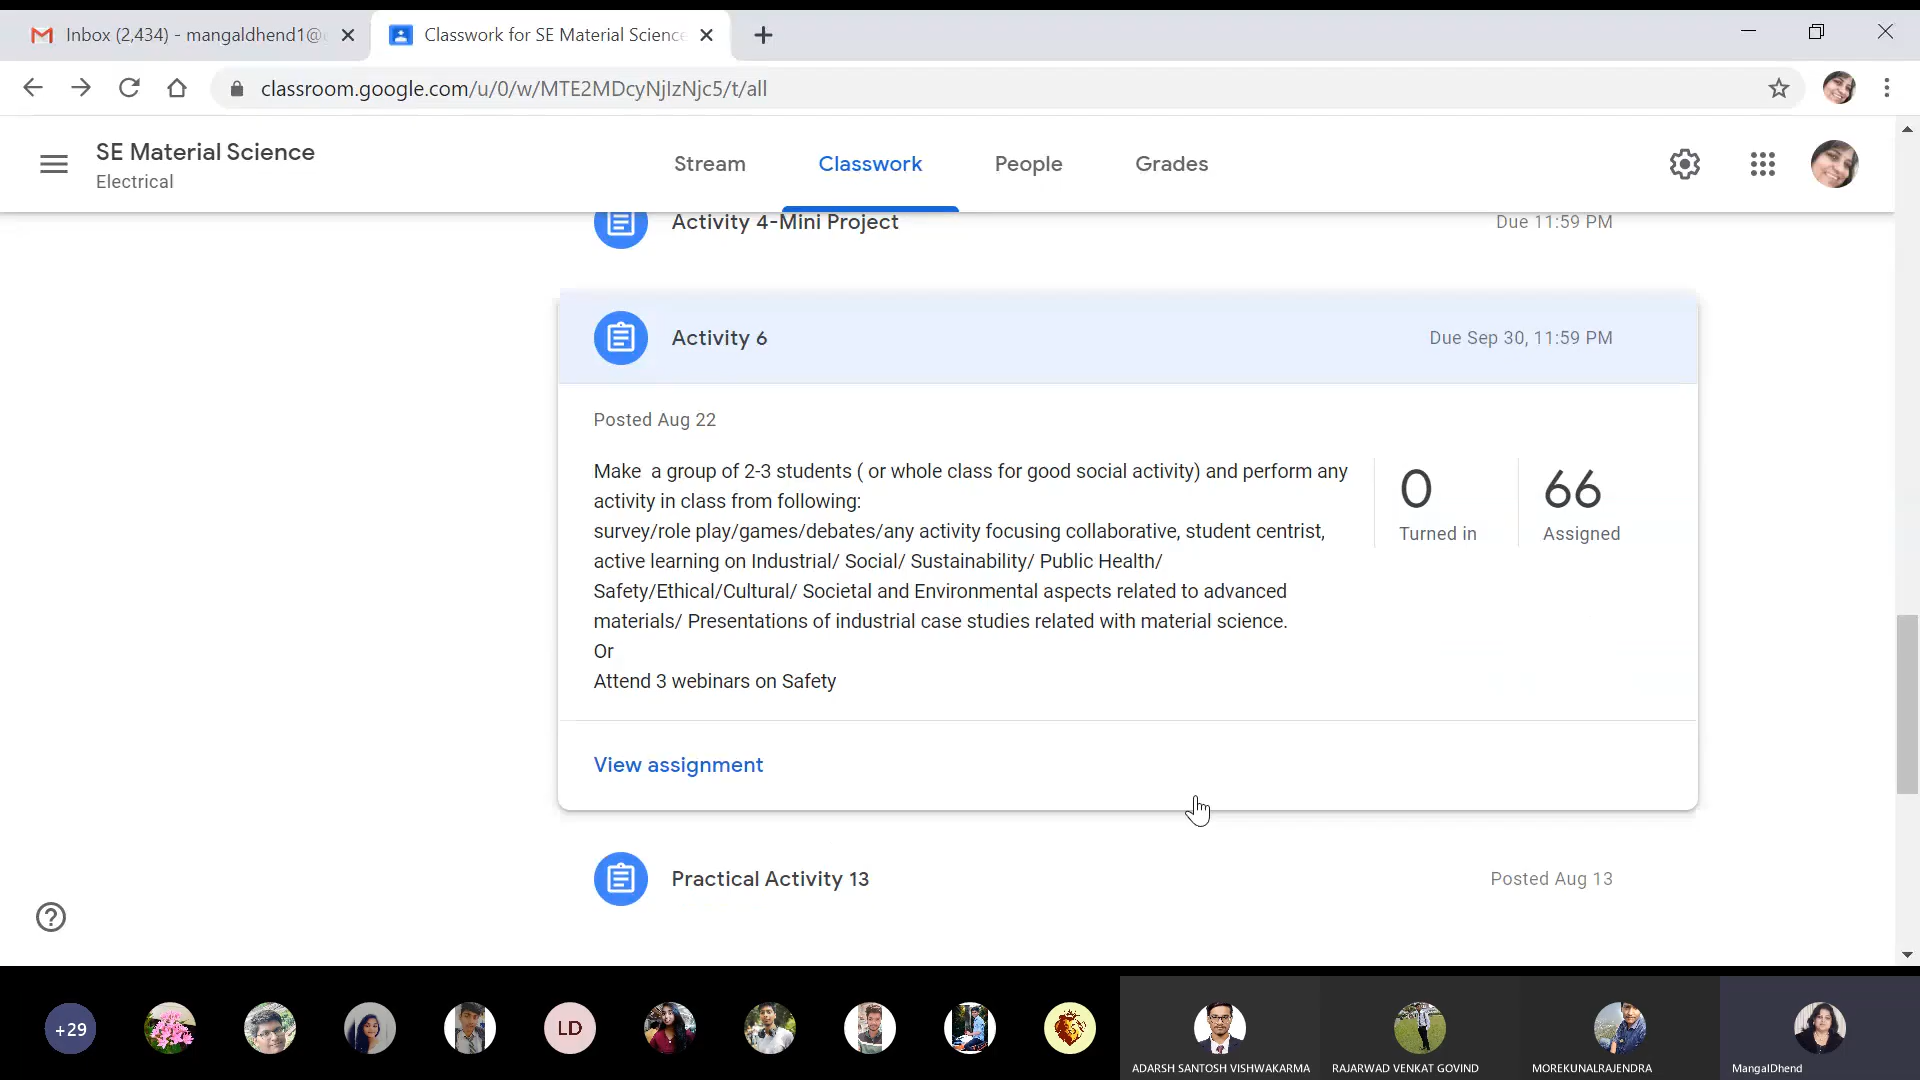 Inbox (2,434) - mangaldhend1@
Classwork for SE Material Science
classroom.google.com/u/0/w/MTE2MDcyNjIzNjc5/t/all
SE Material Science
Electrical
Stream
Classwork
People
Grades
Activity 4-Mini Project
Due 11:59 PM
Activity 6
Due Sep 30, 11:59 PM
Posted Aug 22
Make  a group of 2-3 students ( or whole class for good social activity) and perform any
activity in class from following:
survey/role play/games/debates/any activity focusing collaborative, student centrist,
active learning on Industrial/ Social/ Sustainability/ Public Health/
Safety/Ethical/Cultural/ Societal and Environmental aspects related to advanced
materials/ Presentations of industrial case studies related with material science.
Or
Attend 3 webinars on Safety
0
Turned in
66
Assigned
View assignment
Practical Activity 13
Posted Aug 13
+29
LD
ADARSH SANTOSH VISHWAKARMA
RAJARWAD VENKAT GOVIND
MOREKUNALRAJENDRA
MangalDhend